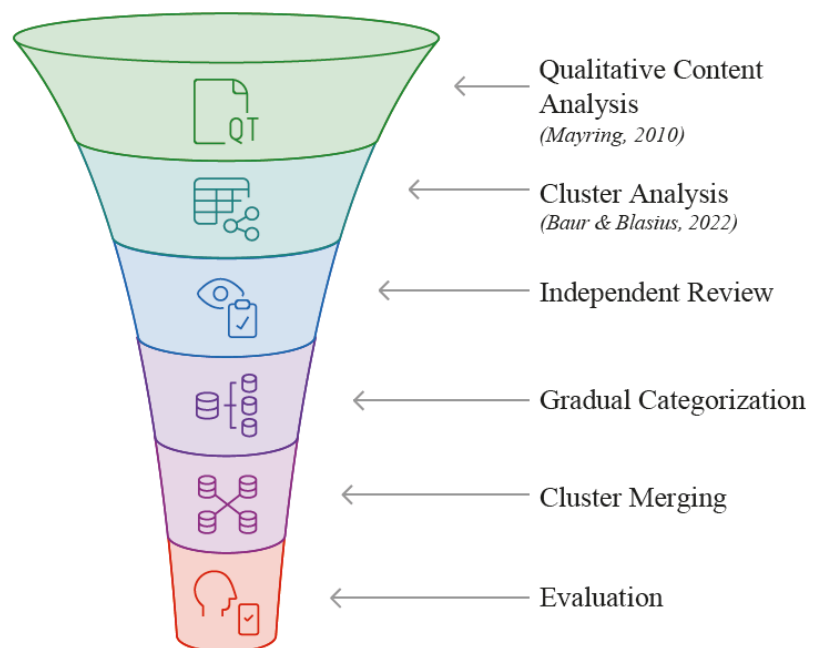 Qualitative Content
Analysis
(Mayring, 2010)
QT
Cluster Analysis
(Baur & Blasius, 2022)
Independent Review
Gradual Categorization
Cluster Merging
Evaluation